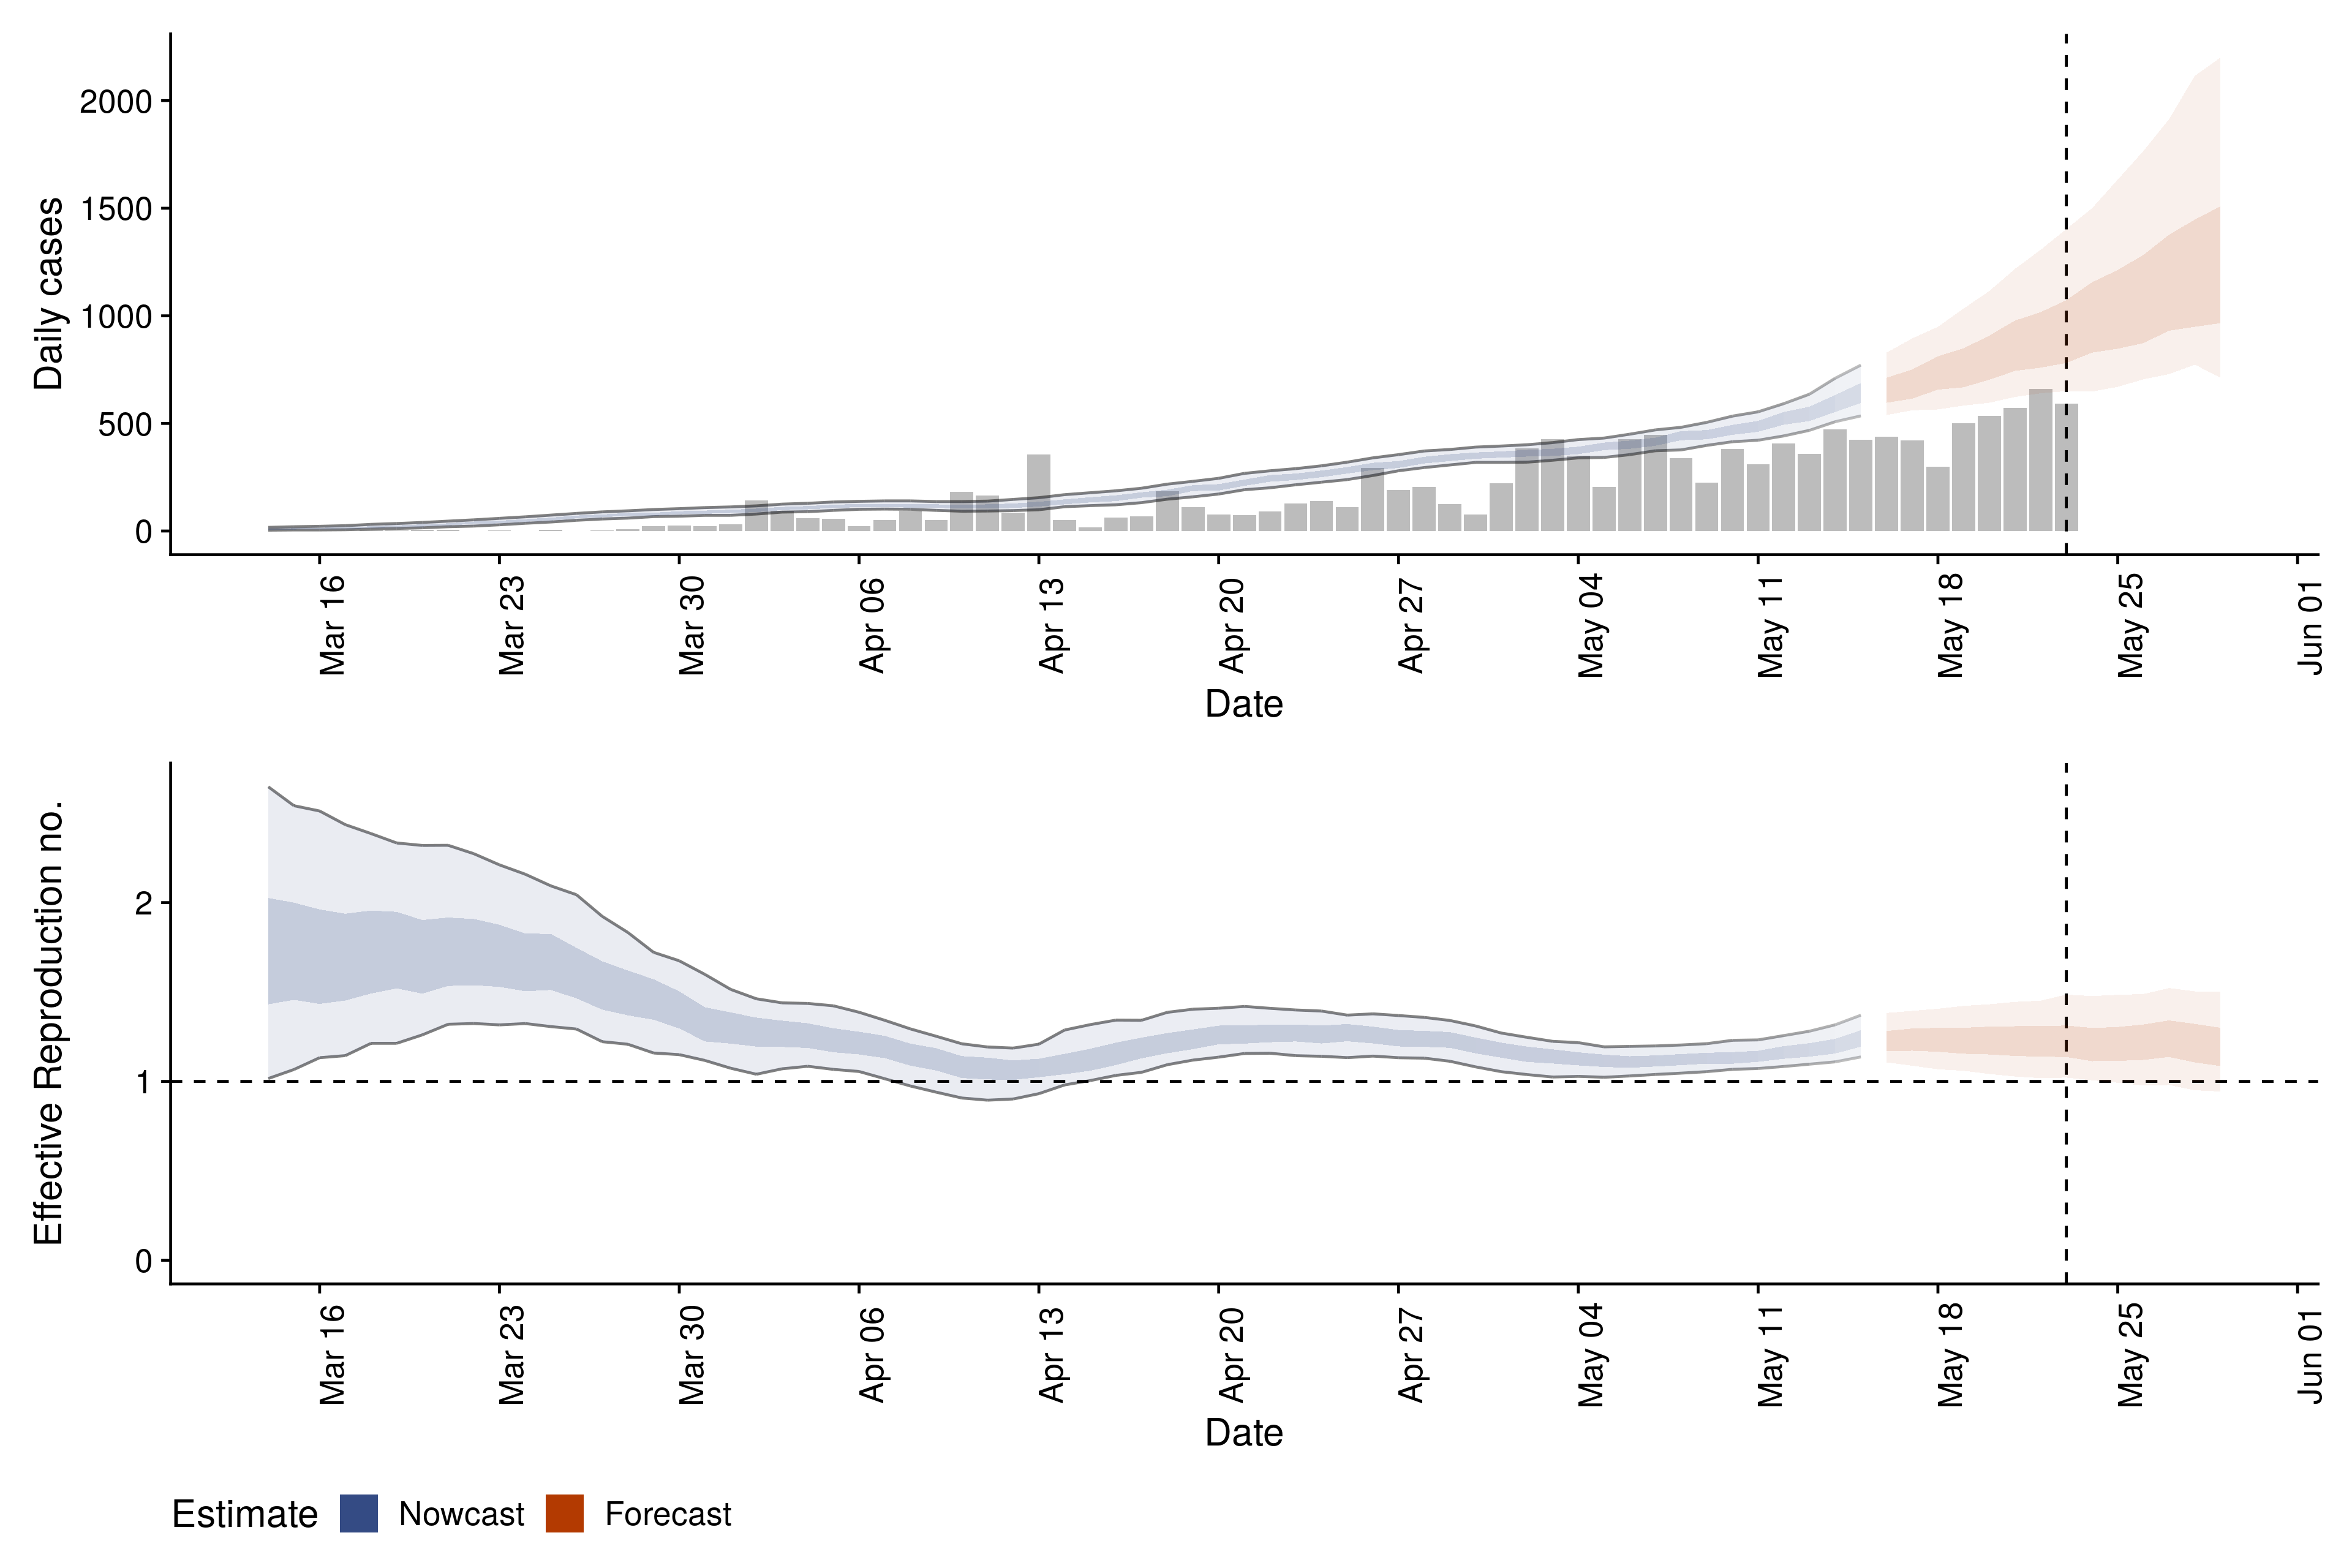 Daily cases
2000
1500
1000
500
0
Mar 16
Mar 23
Mar 30
Apr 06
Apr 13
Apr 20
Apr 27
May 04
May 11
May 18
May 25
Jun 01
Date
Effective Reproduction no.
2
1
0
Mar 16
Mar 23
Mar 30
Apr 06
Apr 13
Apr 20
Apr 27
May 04
May 11
May 18
May 25
Jun 01
Date
Estimate Nowcast Forecast